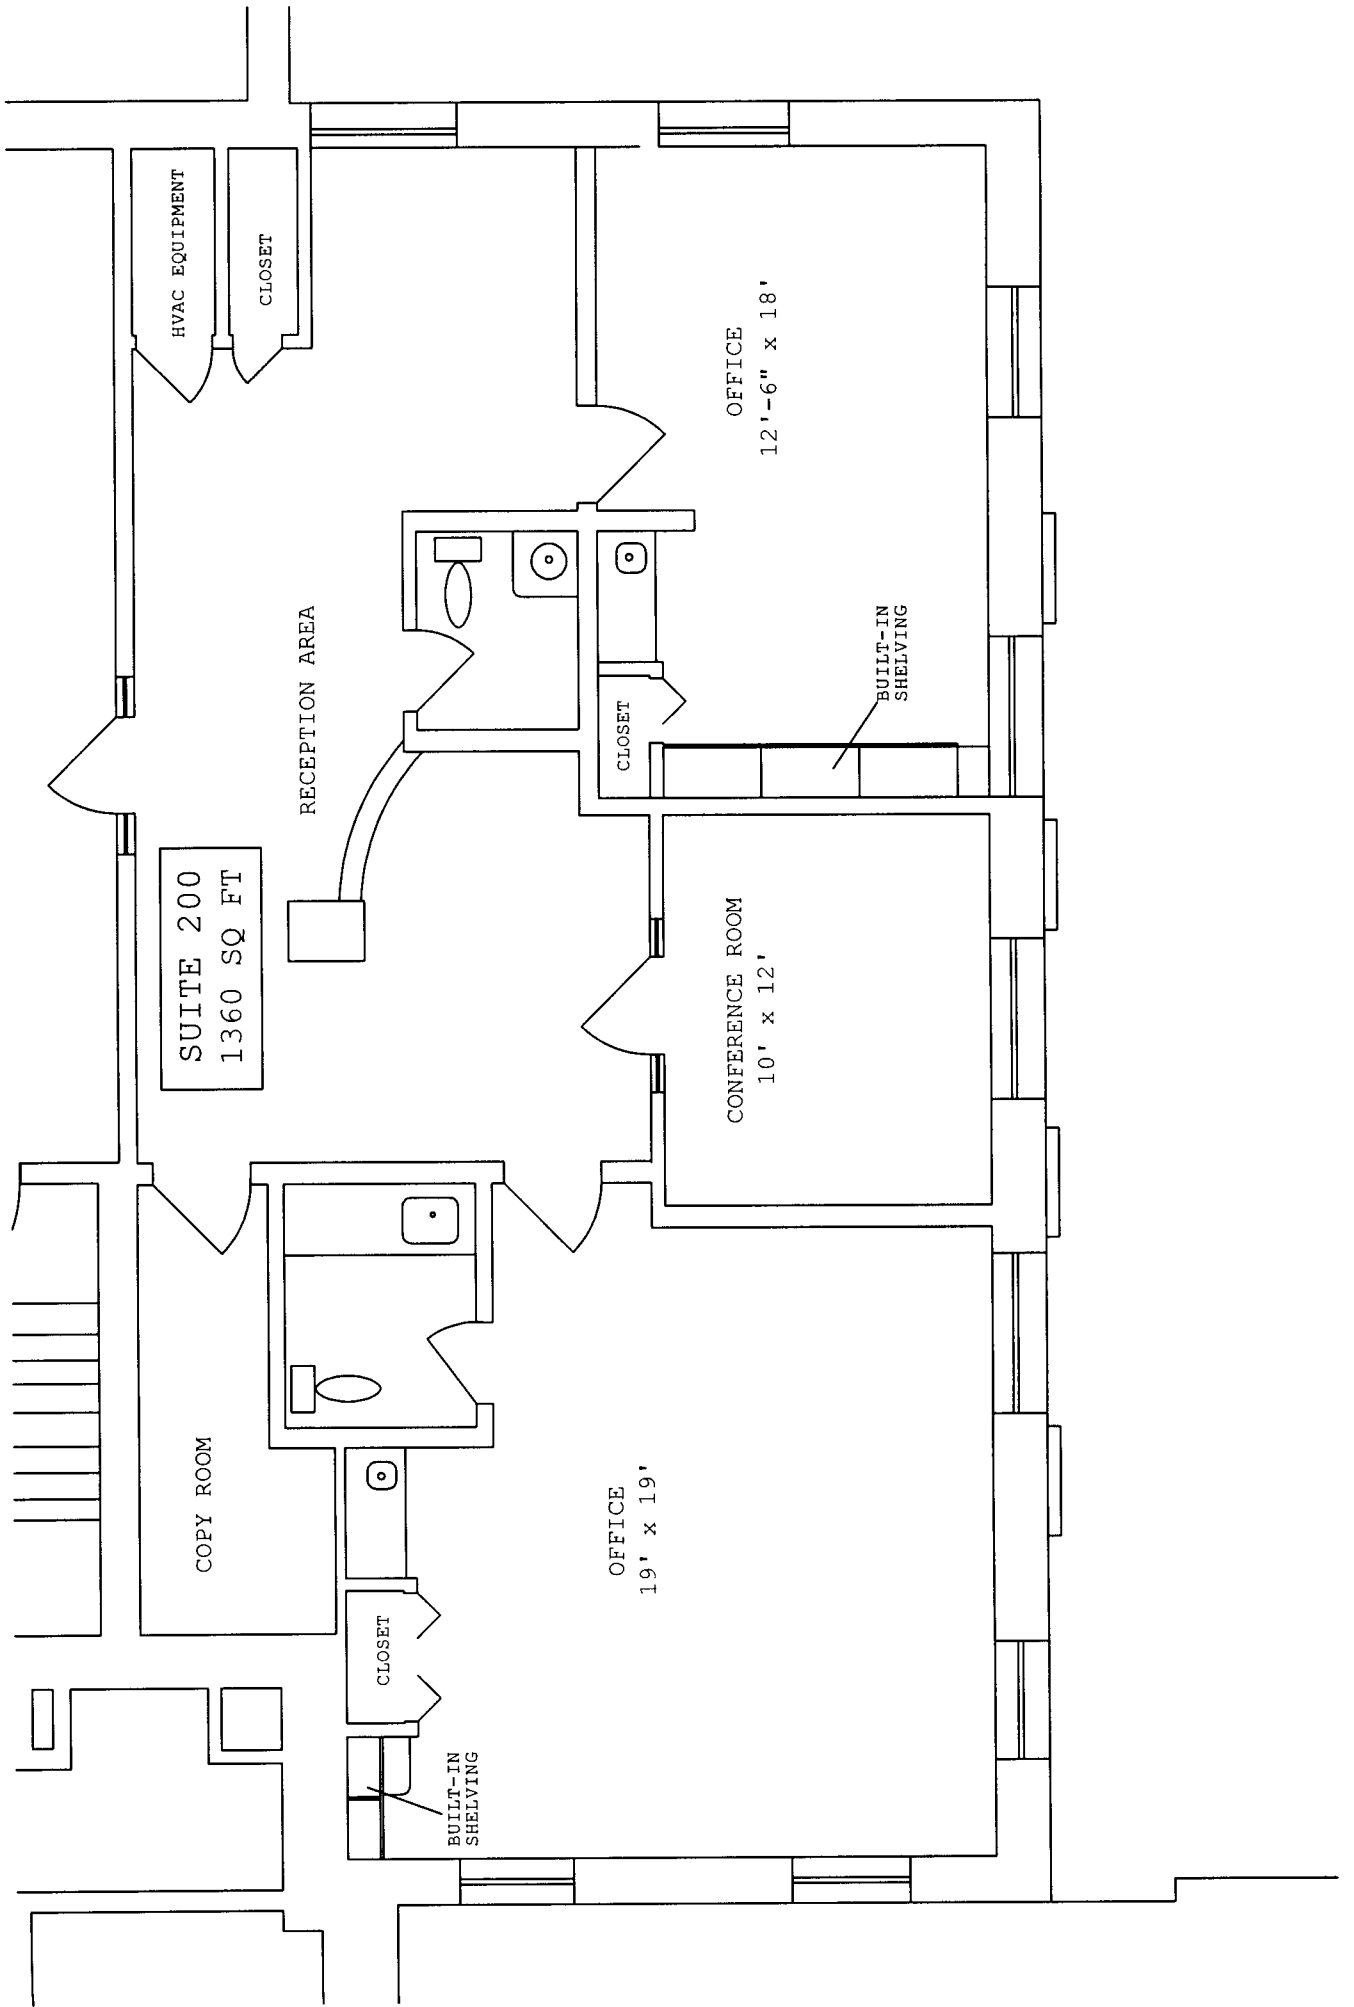 HVAC EQUIPMENT
CLOSET
OFFICE
12'-6" x 18'
RECEPTION AREA
BUILT-IN
SHELVING
CLOSET
SUITE 200
1360 SQ FT
CONFERENCE ROOM
10' x 12'
COPY ROOM
OFFICE
19' x 19'
CLOSET
BUILT-IN
SHELVING